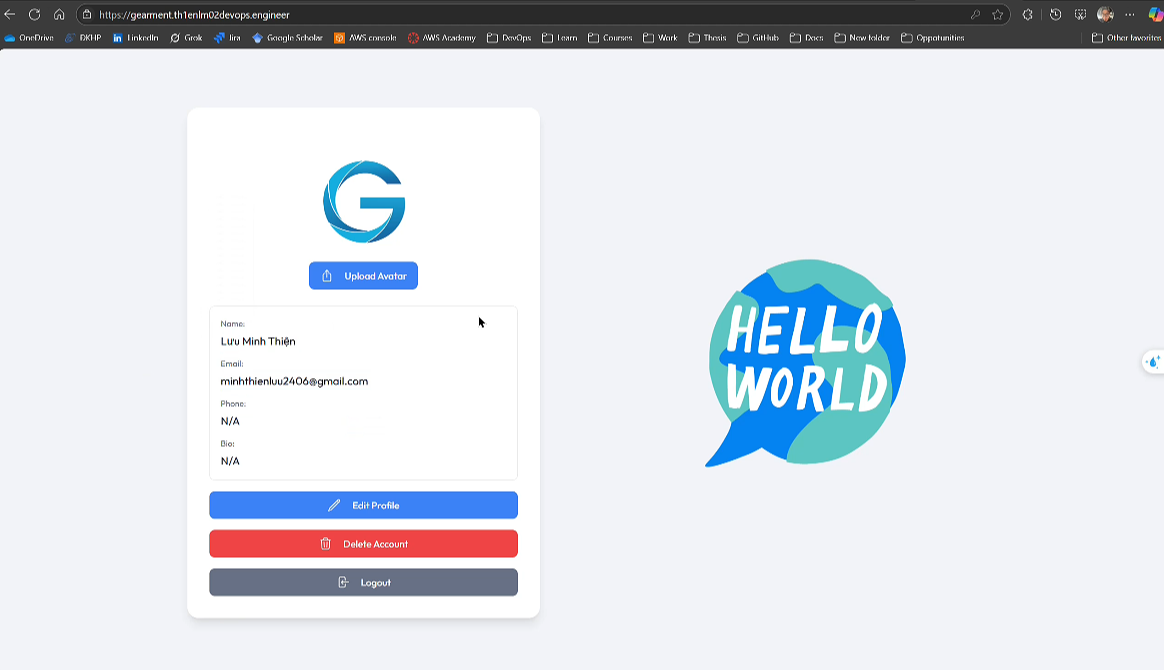 https://gearment.th1enlm02devops.engineer
OneDrive DKHP LinkedIn Grok Jira Google Scholar AWS console AWS Academy DevOps Learn Courses Work Thesis GitHub Docs New folder Oppotunities Other favorites
G
Upload Avatar
Name:
Lưu Minh Thiện
Email:
minhthienluu2406@gmail.com
Phone:
N/A
Bio:
N/A
Edit Profile
Delete Account
Logout
HELLO
WORLD